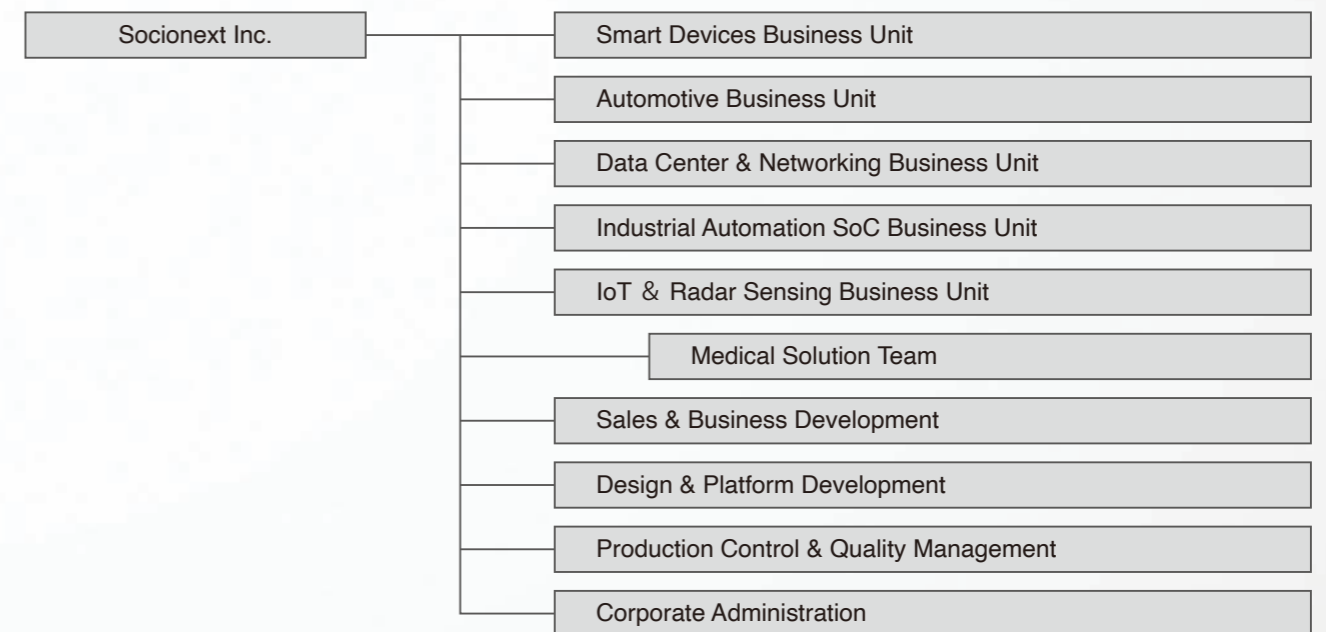 Socionext Inc.
Smart Devices Business Unit
Automotive Business Unit
Data Center & Networking Business Unit
Industrial Automation SoC Business Unit
IoT & Radar Sensing Business Unit
Medical Solution Team
Sales & Business Development
Design & Platform Development
Production Control & Quality Management
Corporate Administration